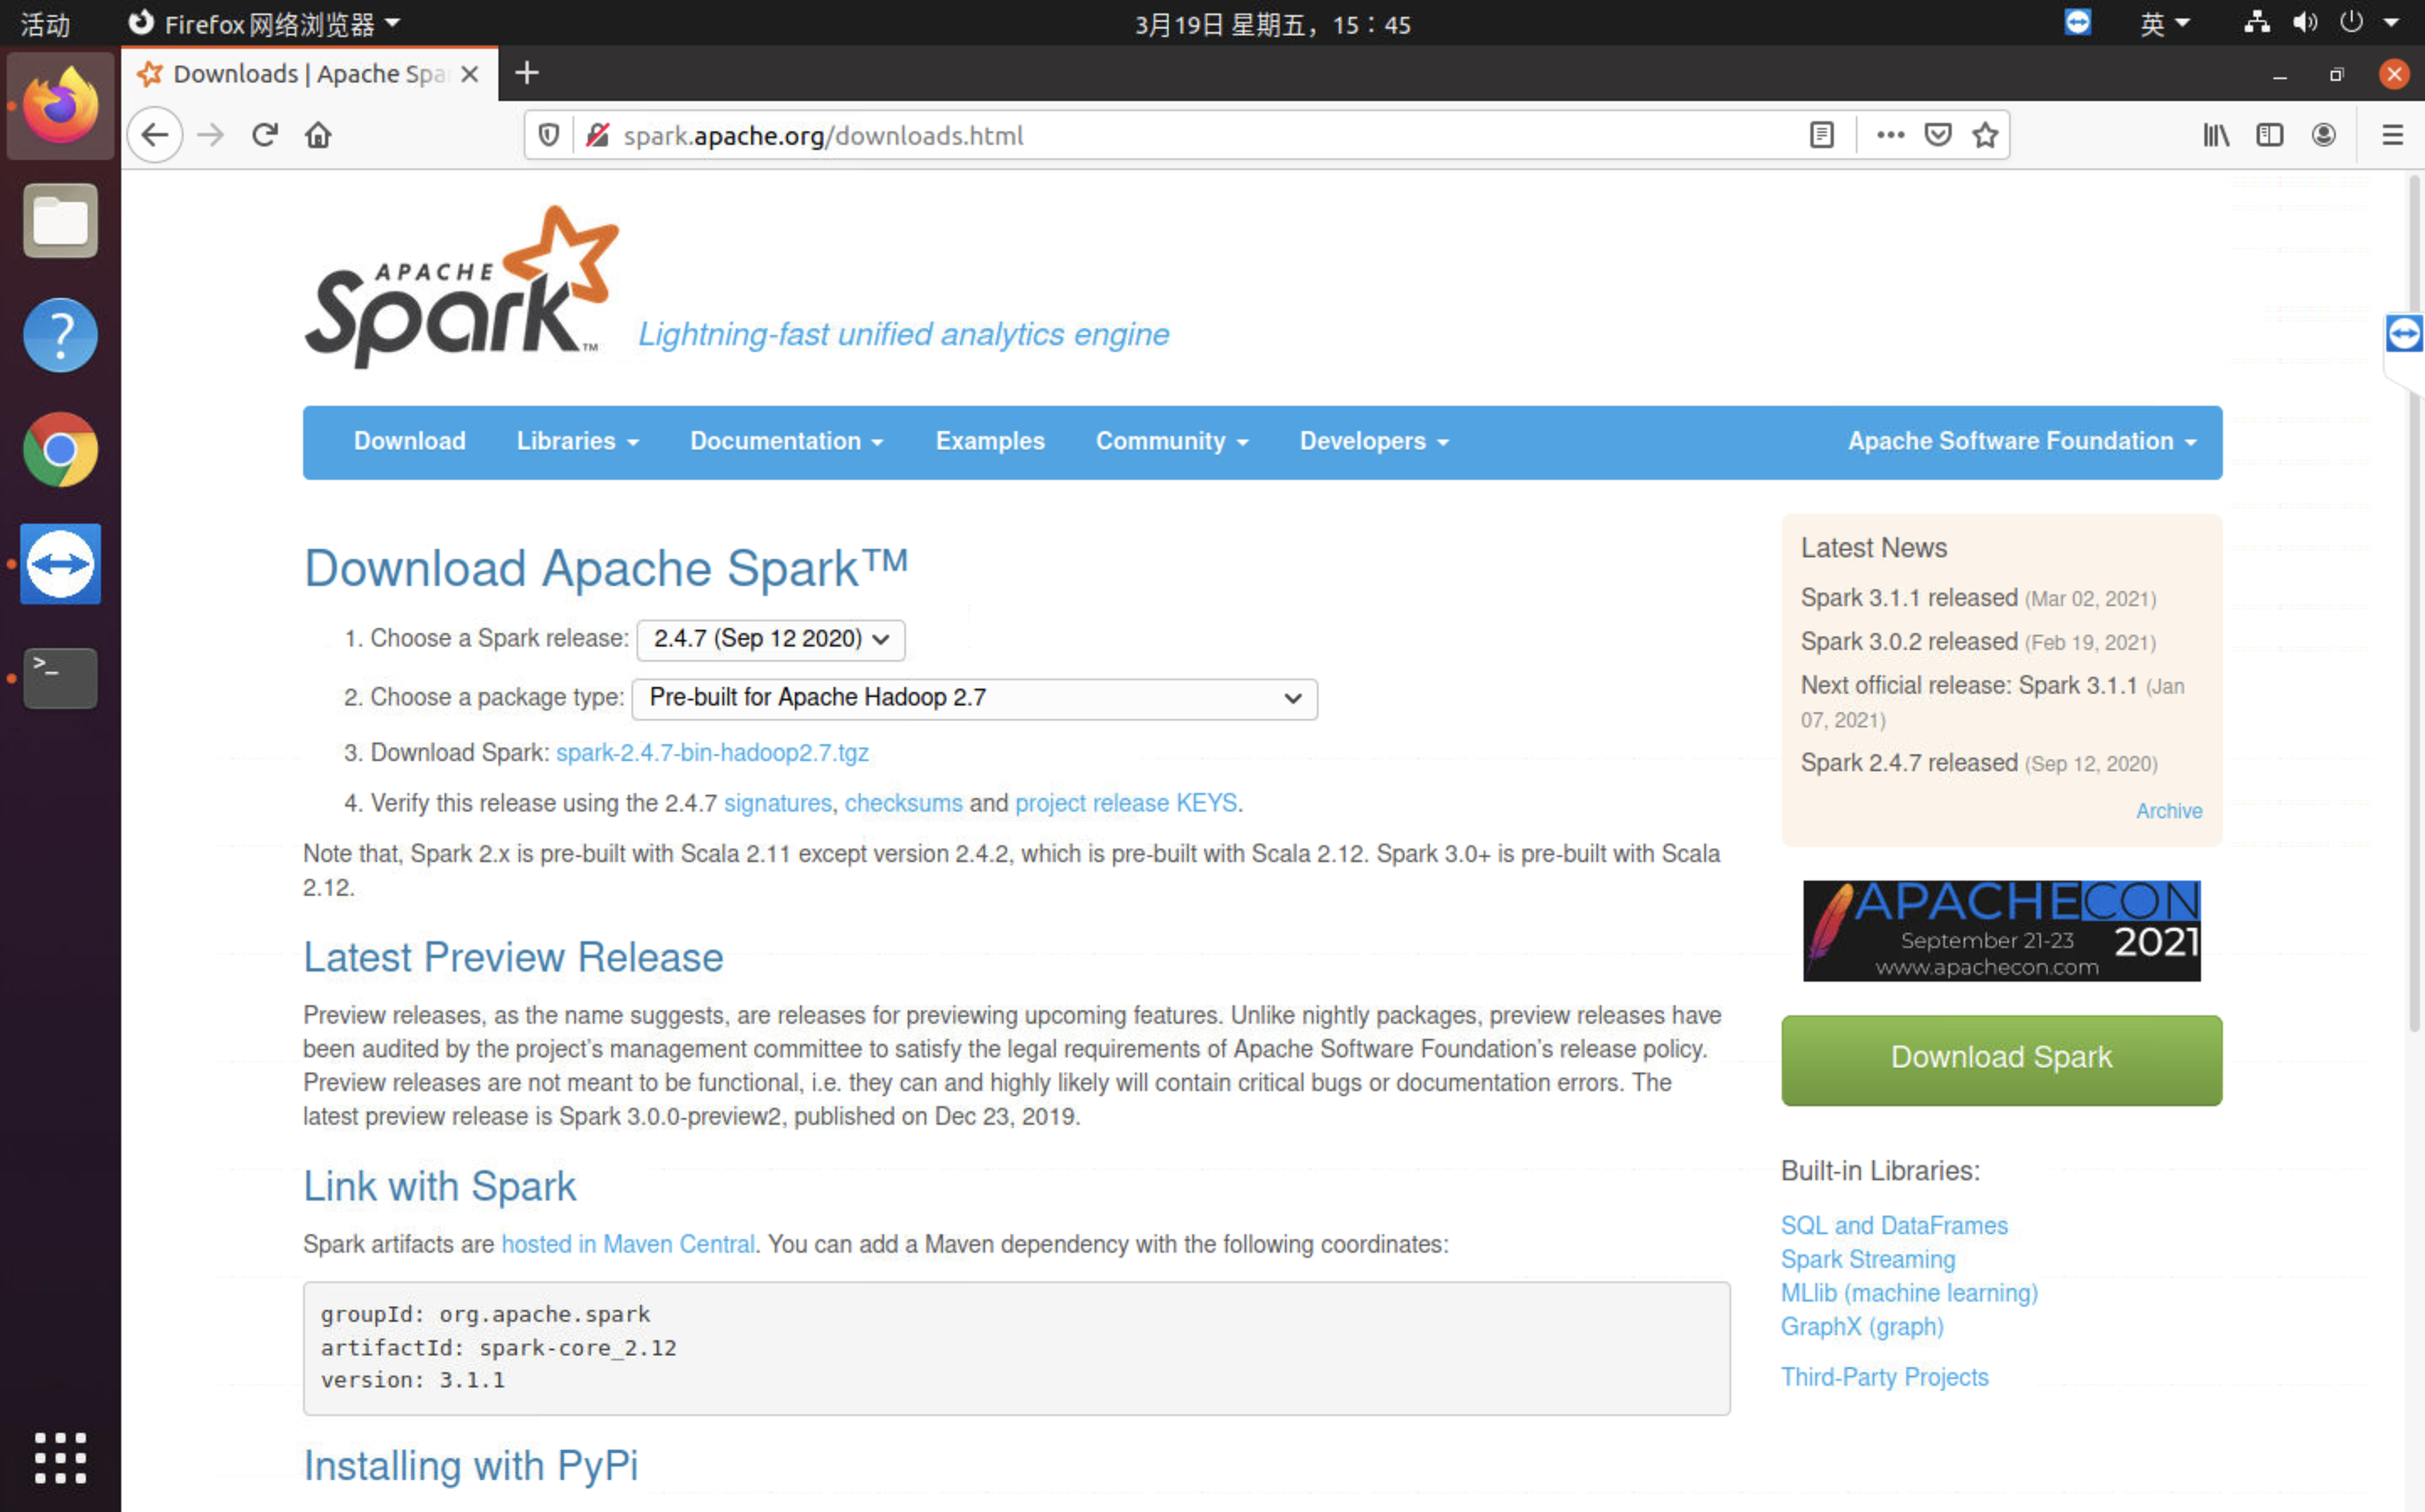 活动
Firefox 网络浏览器
3月19日 星期五，15：45
英
Downloads | Apache Spa
spark.apache.org/downloads.html
APACHE
Spark™
Lightning-fast unified analytics engine
Download
Libraries
Documentation
Examples
Community
Developers
Apache Software Foundation
Download Apache Spark™
1. Choose a Spark release: 2.4.7 (Sep 12 2020)
2. Choose a package type: Pre-built for Apache Hadoop 2.7
3. Download Spark: spark-2.4.7-bin-hadoop2.7.tgz
4. Verify this release using the 2.4.7 signatures, checksums and project release KEYS.
Note that, Spark 2.x is pre-built with Scala 2.11 except version 2.4.2, which is pre-built with Scala 2.12. Spark 3.0+ is pre-built with Scala
2.12.
Latest Preview Release
Preview releases, as the name suggests, are releases for previewing upcoming features. Unlike nightly packages, preview releases have
been audited by the project's management committee to satisfy the legal requirements of Apache Software Foundation's release policy.
Preview releases are not meant to be functional, i.e. they can and highly likely will contain critical bugs or documentation errors. The
latest preview release is Spark 3.0.0-preview2, published on Dec 23, 2019.
Link with Spark
Spark artifacts are hosted in Maven Central. You can add a Maven dependency with the following coordinates:
groupId: org.apache.spark
artifactId: spark-core_2.12
version: 3.1.1
Installing with PyPi
Latest News
Spark 3.1.1 released (Mar 02, 2021)
Spark 3.0.2 released (Feb 19, 2021)
Next official release: Spark 3.1.1 (Jan
07, 2021)
Spark 2.4.7 released (Sep 12, 2020)
Archive
APACHECON
September 21-23
2021
www.apachecon.com
Download Spark
Built-in Libraries:
SQL and DataFrames
Spark Streaming
MLlib (machine learning)
GraphX (graph)
Third-Party Projects